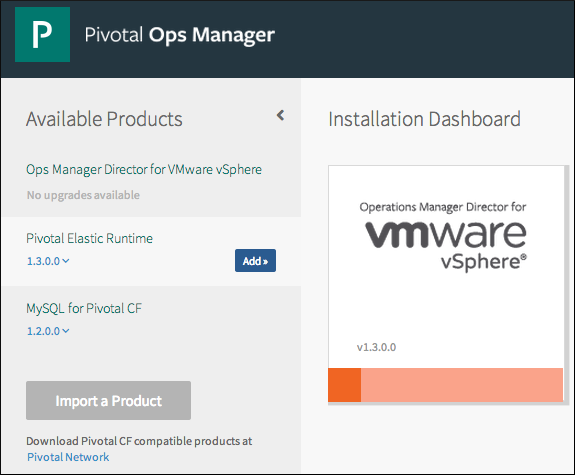 P Pivotal Ops Manager
Available Products
Ops Manager Director for VMware vSphere
No upgrades available
Pivotal Elastic Runtime
1.3.0.0
Add »
MySQL for Pivotal CF
1.2.0.0
Import a Product
Download Pivotal CF compatible products at
Pivotal Network
Installation Dashboard
Operations Manager Director for
vmware
vSphere®
v1.3.0.0